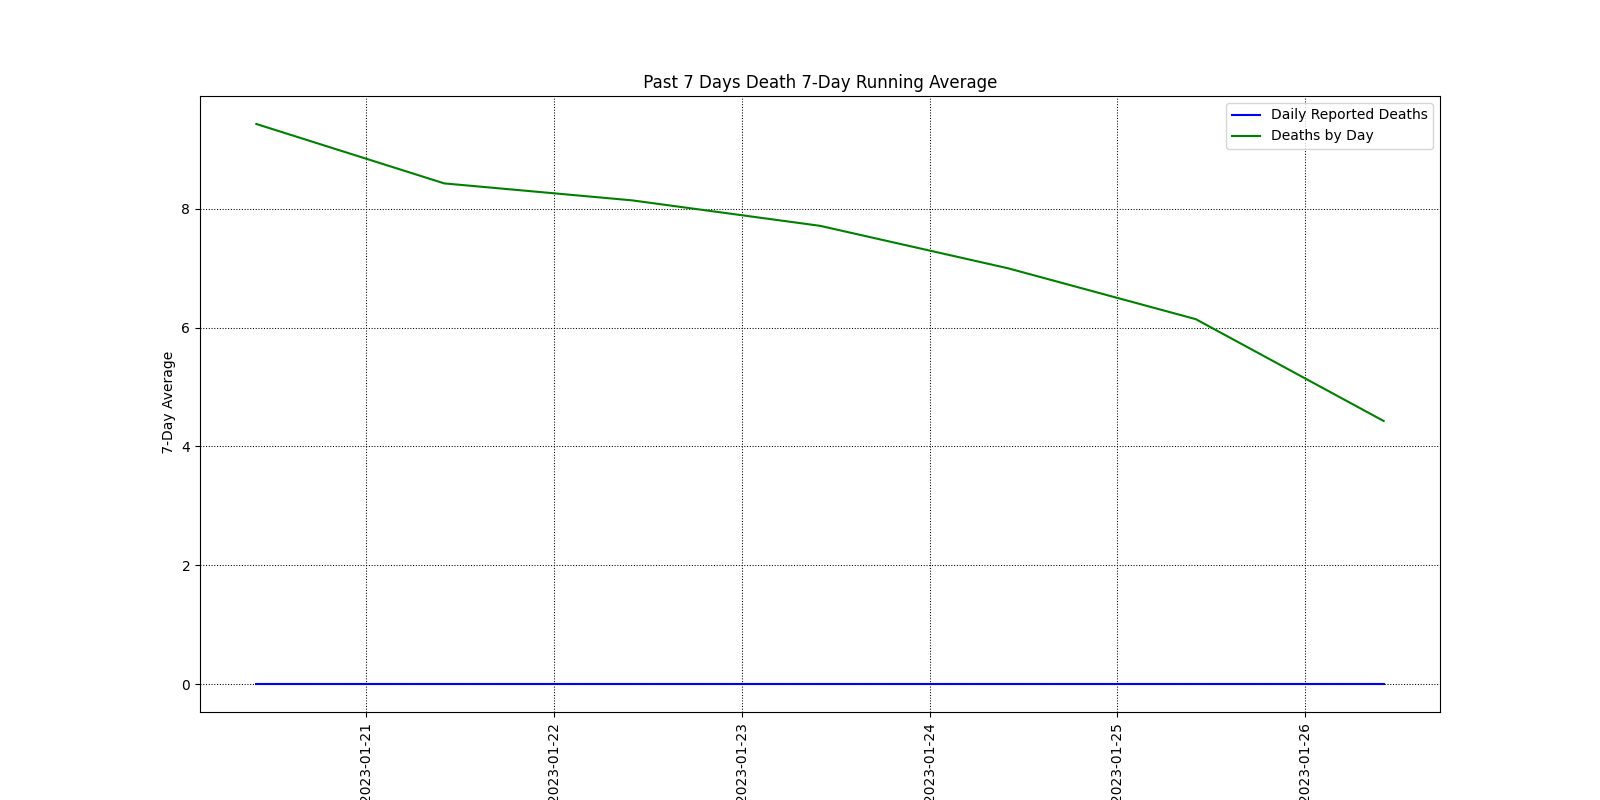 Past 7 Days Death 7-Day Running Average
Daily Reported Deaths
Deaths by Day
7-Day Average
8
6
4
2
0
2023-01-21
2023-01-22
2023-01-23
2023-01-24
2023-01-25
2023-01-26